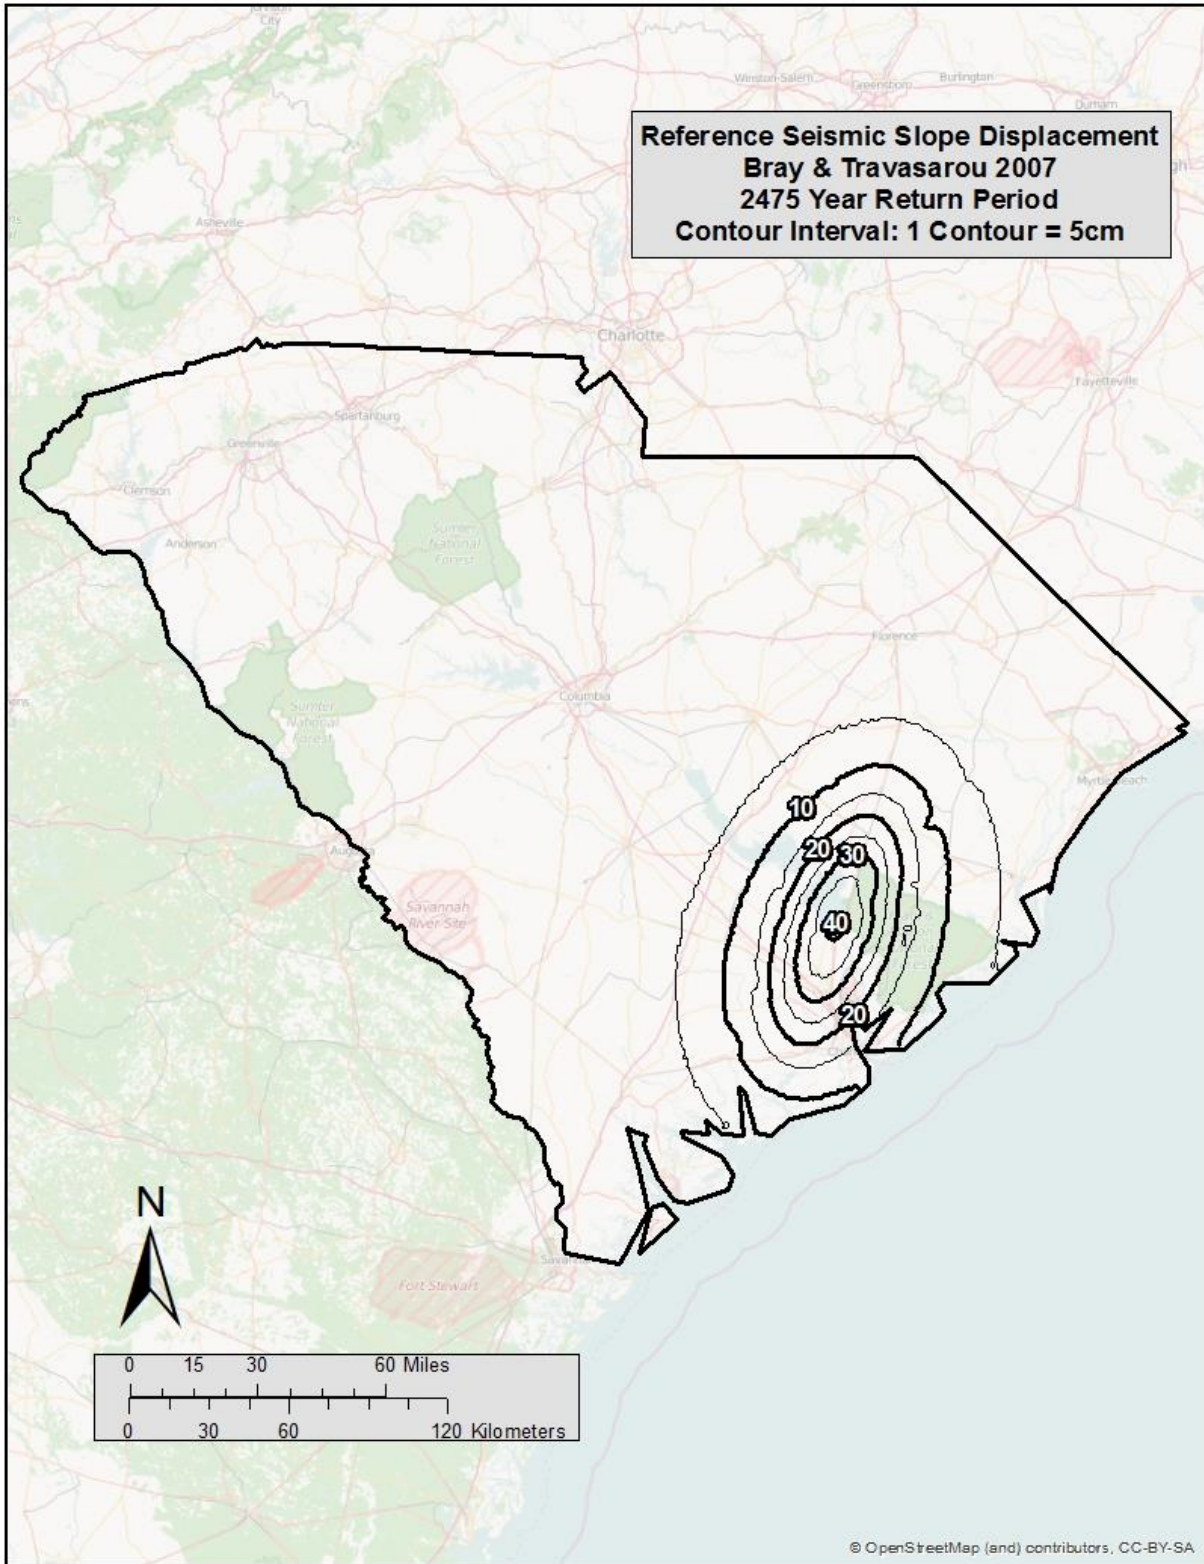 City
Winston-Salem
Greensboro
Burlington
Durham
Reference Seismic Slope Displacement
Bray & Travasarou 2007
2475 Year Return Period
Contour Interval: 1 Contour = 5cm
Asheville
Charlotte
Fayetteville
Spartanburg
Greenville
Clemson
Anderson
Sumter
National
Forest
Florence
Columbia
Sumter
National
Forest
Myrtle Beach
10
20
30
Savannah
River Site
40
20
N
Fort Stewart
0 15 30 60 Miles
0 30 60 120 Kilometers
© OpenStreetMap (and) contributors, CC-BY-SA